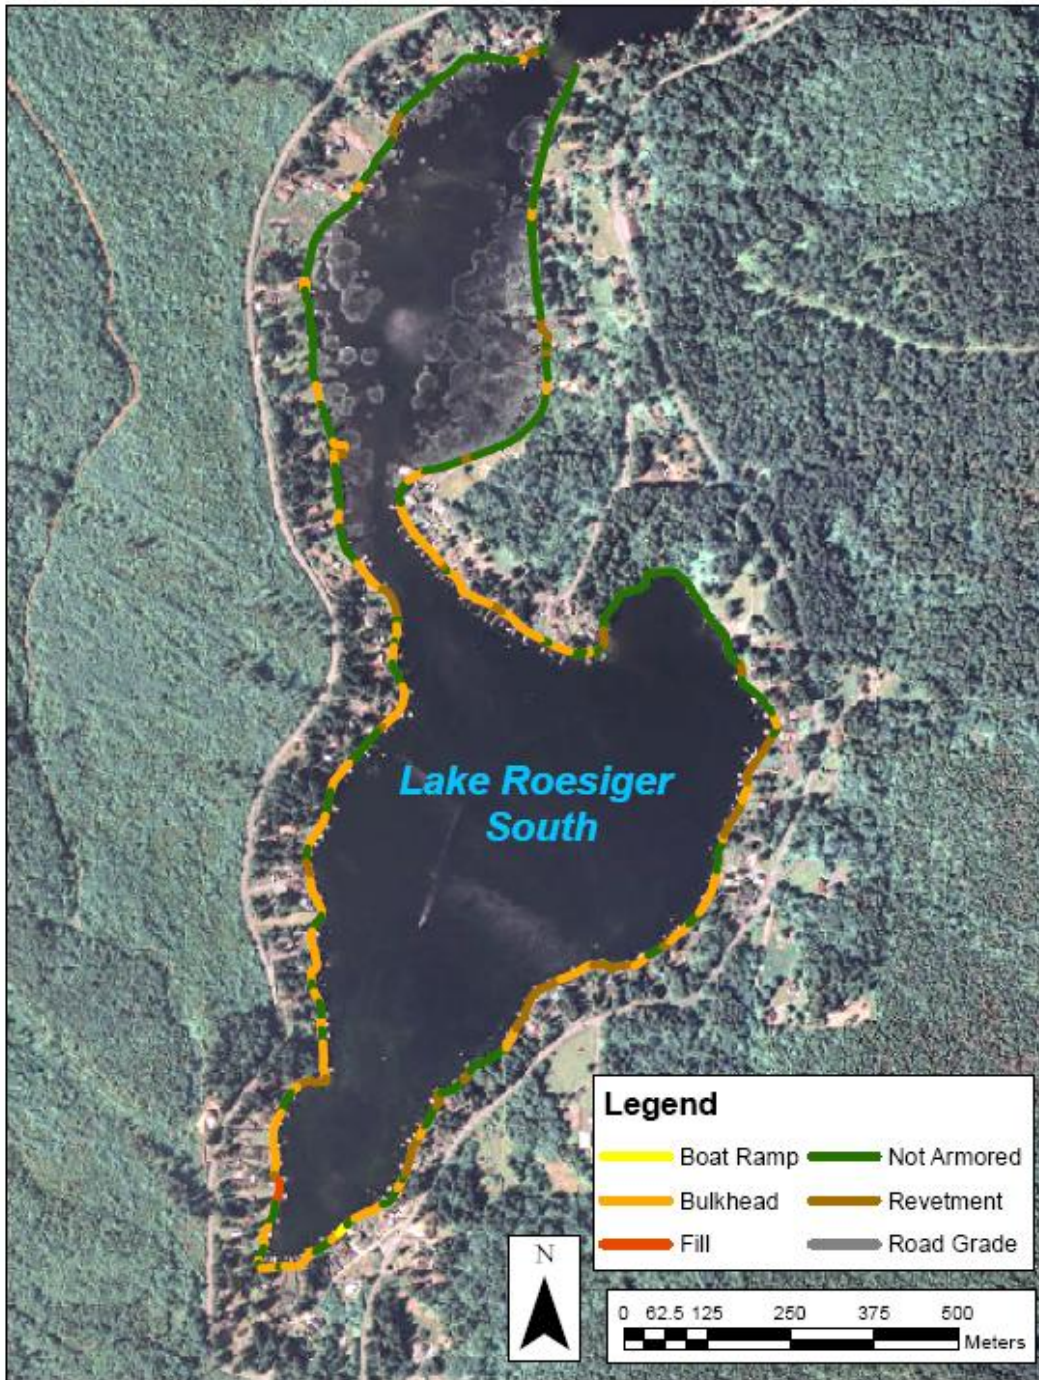 Lake Roesiger
South
Legend
Boat Ramp
Not Armored
Bulkhead
Revetment
Fill
Road Grade
N
0 62.5 125 250 375 500
Meters